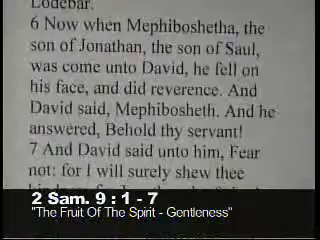 Lodebar.
6 Now when Mephiboshetha, the
son of Jonathan, the son of Saul,
was come unto David, he fell on
his face, and did reverence. And
David said, Mephibosheth. And he
answered, Behold thy servant!
7 And David said unto him, Fear
not: for I will surely shew thee
2 Sam. 9 : 1 - 7
"The Fruit Of The Spirit - Gentleness"